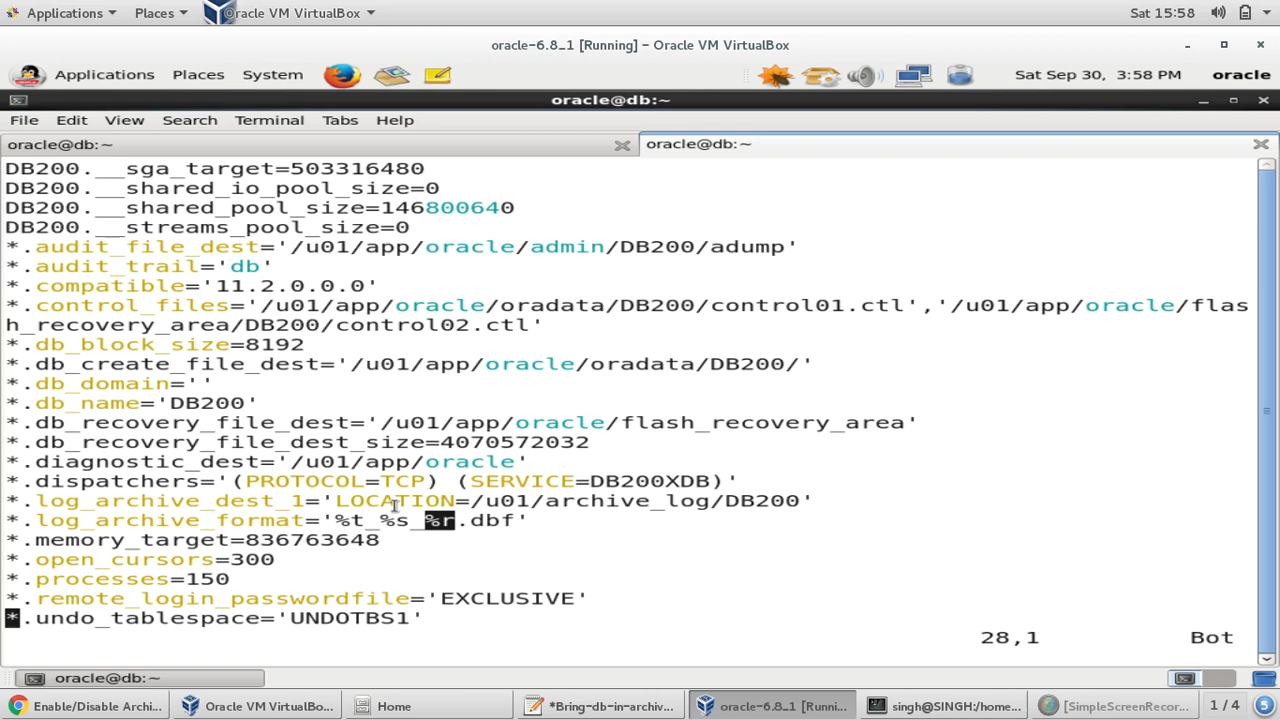 Applications Places Oracle VM VirtualBox Sat 15:58
oracle-6.8_1 [Running] – Oracle VM VirtualBox
Applications Places System Sat Sep 30, 3:58 PM oracle
oracle@db:~
File Edit View Search Terminal Tabs Help
oracle@db:~ oracle@db:~
DB200.__sga_target=503316480
DB200.__shared_io_pool_size=0
DB200.__shared_pool_size=146800640
DB200.__streams_pool_size=0
*.audit_file_dest='/u01/app/oracle/admin/DB200/adump'
*.audit_trail='db'
*.compatible='11.2.0.0.0'
*.control_files='/u01/app/oracle/oradata/DB200/control01.ctl','/u01/app/oracle/flas
h_recovery_area/DB200/control02.ctl'
*.db_block_size=8192
*.db_create_file_dest='/u01/app/oracle/oradata/DB200/'
*.db_domain=''
*.db_name='DB200'
*.db_recovery_file_dest='/u01/app/oracle/flash_recovery_area'
*.db_recovery_file_dest_size=4070572032
*.diagnostic_dest='/u01/app/oracle'
*.dispatchers='(PROTOCOL=TCP) (SERVICE=DB200XDB)'
*.log_archive_dest_1='LOCATION=/u01/archive_log/DB200'
*.log_archive_format='%t_%s_%r.dbf'
*.memory_target=836763648
*.open_cursors=300
*.processes=150
*.remote_login_passwordfile='EXCLUSIVE'
*.undo_tablespace='UNDOTBS1'
28,1 Bot
oracle@db:~
Enable/Disable Archi... Oracle VM VirtualBo... Home *Bring-db-in-archiv... oracle-6.8_1 [Runni... singh@SINGH:/home... [SimpleScreenRecor... 1 / 4